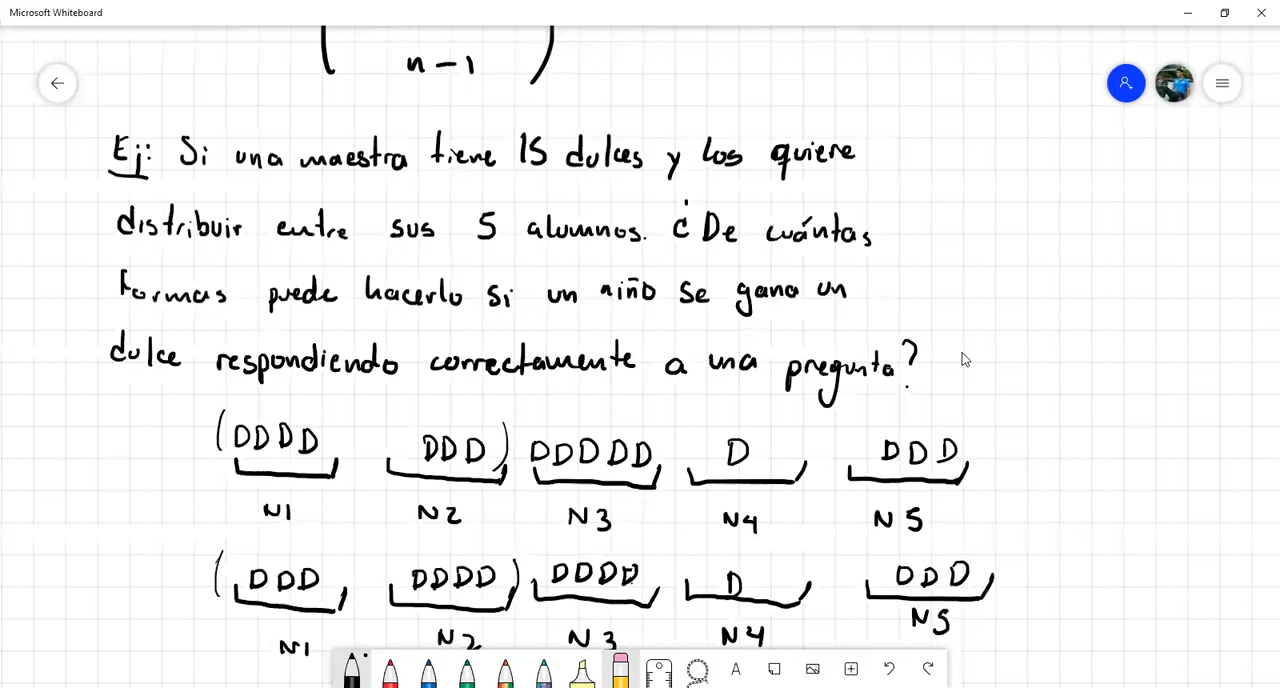 Microsoft Whiteboard
n-1
Ej: Si una maestra tiene 15 dulces y los quiere
distribuir entre sus 5 alumnos. ¿De cuántas
formas puede hacerlo si un niño se gana un
dulce respondiendo correctamente a una pregunta?
(DDDD DDD) DDDDD D DDD
N1 N2 N3 N4 N5
(DDD DDDD) DDDD D DDD
N1 N2 N3 N4 N5
A